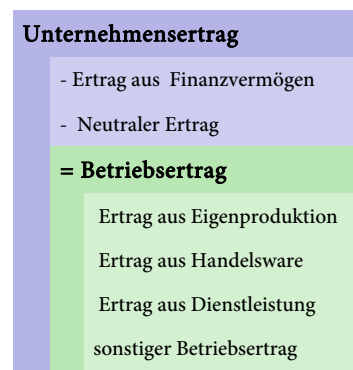 Unternehmensertrag
- Ertrag aus Finanzvermögen
- Neutraler Ertrag
= Betriebsertrag
Ertrag aus Eigenproduktion
Ertrag aus Handelsware
Ertrag aus Dienstleistung
sonstiger Betriebsertrag